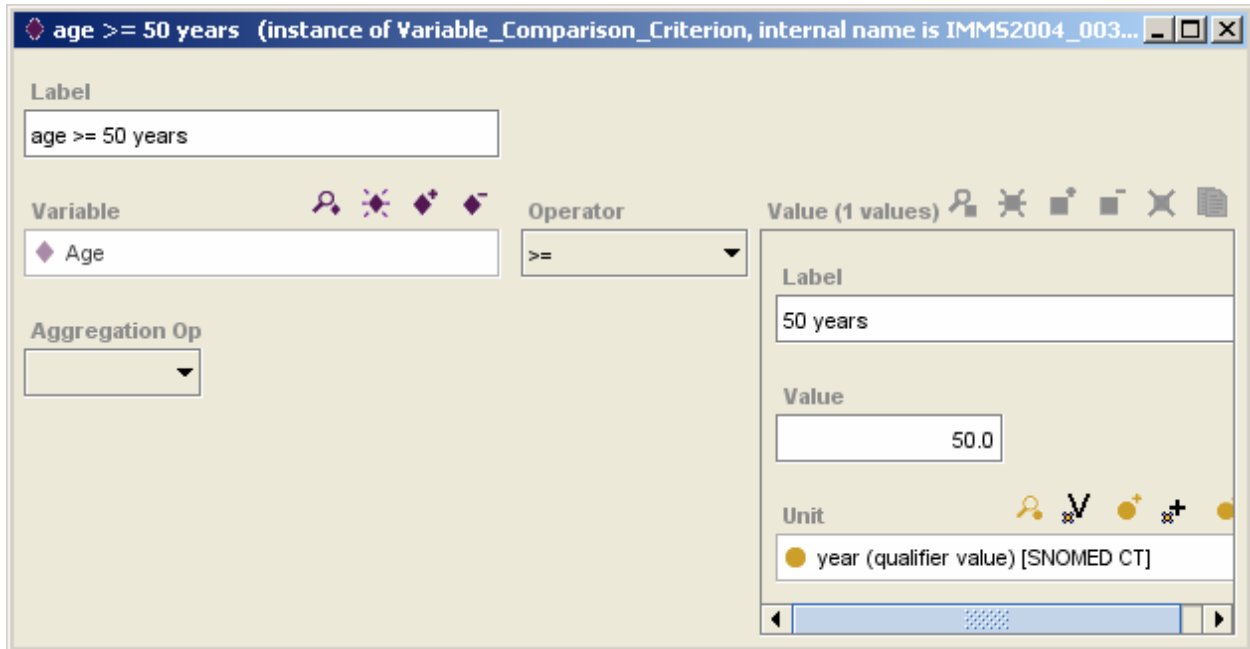 age >= 50 years (instance of Variable_Comparison_Criterion, internal name is IMMS2004_003...
Label
age >= 50 years
Variable
Operator
Value (1 values)
Age
>=
Label
50 years
Aggregation Op
Value
50.0
Unit
year (qualifier value) [SNOMED CT]